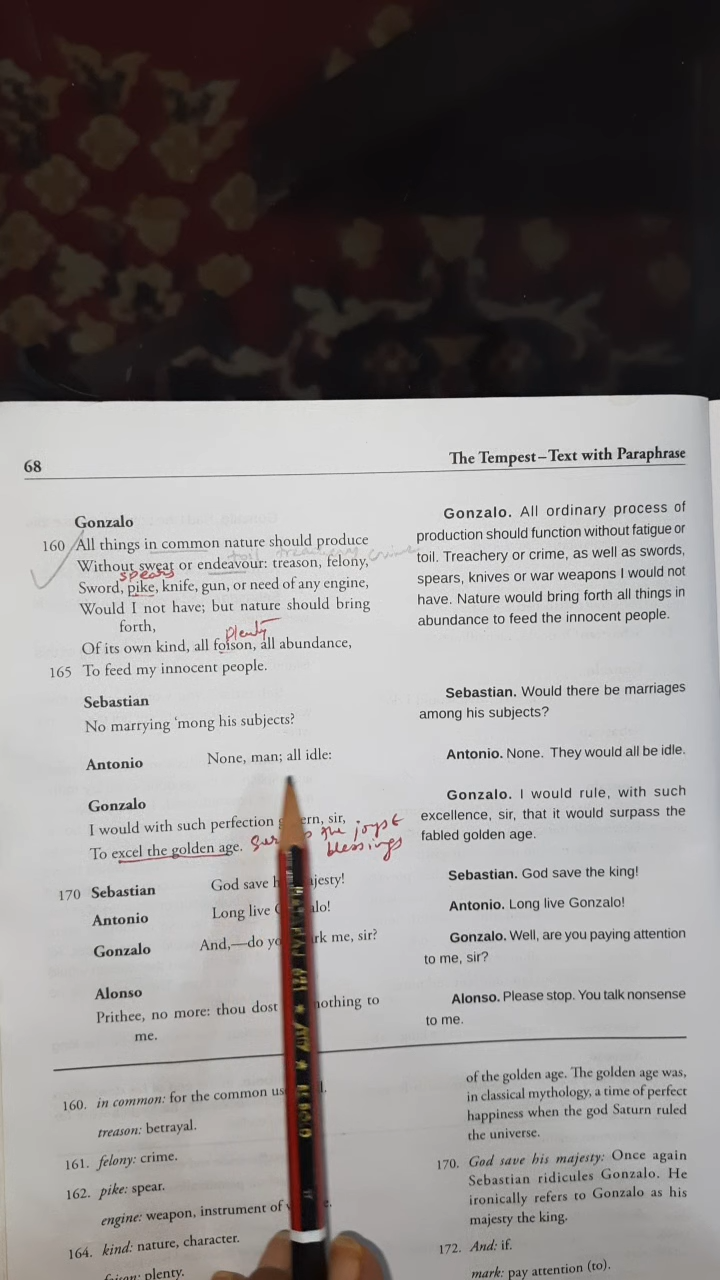 68
The Tempest–Text with Paraphrase
Gonzalo
160 All things in common nature should produce
toil treachery crime
Without sweat or endeavour: treason, felony,
spears
Sword, pike, knife, gun, or need of any engine,
Would I not have; but nature should bring
forth,
plenty
Of its own kind, all foison, all abundance,
165 To feed my innocent people.
Sebastian
No marrying 'mong his subjects?
Antonio None, man; all idle:
Gonzalo
I would with such perfection ern, sir,
To excel the golden age. the joys &
blessings
170 Sebastian God save jesty!
Antonio Long live alo!
Gonzalo And,—do rk me, sir?
Alonso
Prithee, no more: thou dost nothing to
me.
Gonzalo. All ordinary process of
production should function without fatigue or
toil. Treachery or crime, as well as swords,
spears, knives or war weapons I would not
have. Nature would bring forth all things in
abundance to feed the innocent people.
Sebastian. Would there be marriages
among his subjects?
Antonio. None. They would all be idle.
Gonzalo. I would rule, with such
excellence, sir, that it would surpass the
fabled golden age.
Sebastian. God save the king!
Antonio. Long live Gonzalo!
Gonzalo. Well, are you paying attention
to me, sir?
Alonso. Please stop. You talk nonsense
to me.
160. in common: for the common
treason: betrayal.
161. felony: crime.
162. pike: spear.
engine: weapon, instrument of
164. kind: nature, character.
plenty.
of the golden age. The golden age was,
in classical mythology, a time of perfect
happiness when the god Saturn ruled
the universe.
170. God save his majesty: Once again
Sebastian ridicules Gonzalo. He
ironically refers to Gonzalo as his
majesty the king.
172. And: if.
mark: pay attention (to).